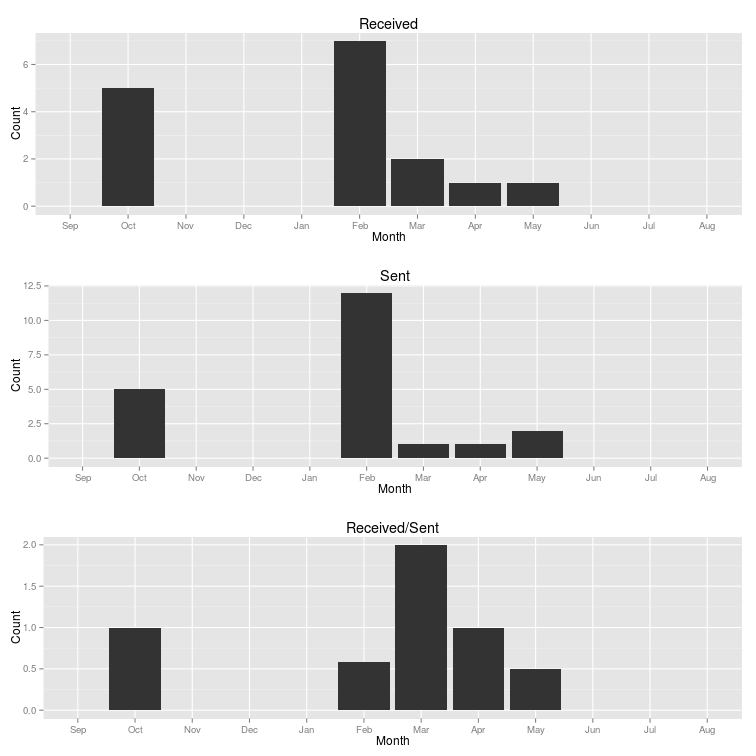 Received
Count
6
4
2
0
Sep Oct Nov Dec Jan Feb Mar Apr May Jun Jul Aug
Month
Sent
Count
12.5
10.0
7.5
5.0
2.5
0.0
Sep Oct Nov Dec Jan Feb Mar Apr May Jun Jul Aug
Month
Received/Sent
Count
2.0
1.5
1.0
0.5
0.0
Sep Oct Nov Dec Jan Feb Mar Apr May Jun Jul Aug
Month